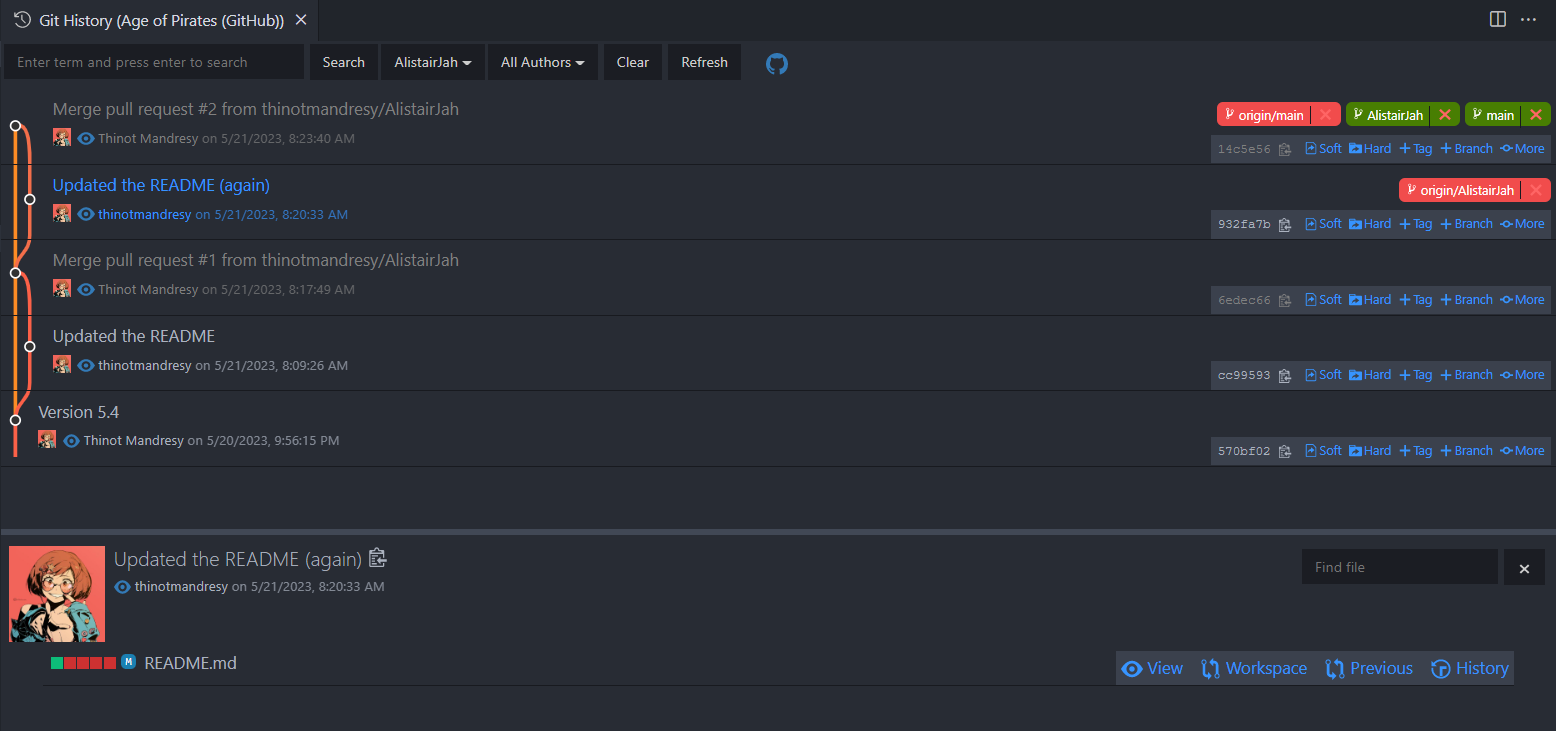 Git History (Age of Pirates (GitHub))
Enter term and press enter to search Search AlistairJah All Authors Clear Refresh
Merge pull request #2 from thinotmandresy/AlistairJah origin/main AlistairJah main
Thinot Mandresy on 5/21/2023, 8:23:40 AM 14c5e56 Soft Hard Tag Branch More
Updated the README (again) origin/AlistairJah
thinotmandresy on 5/21/2023, 8:20:33 AM 932fa7b Soft Hard Tag Branch More
Merge pull request #1 from thinotmandresy/AlistairJah
Thinot Mandresy on 5/21/2023, 8:17:49 AM 6edec66 Soft Hard Tag Branch More
Updated the README
thinotmandresy on 5/21/2023, 8:09:26 AM cc99593 Soft Hard Tag Branch More
Version 5.4
Thinot Mandresy on 5/20/2023, 9:56:15 PM 570bf02 Soft Hard Tag Branch More
Updated the README (again) Find file
thinotmandresy on 5/21/2023, 8:20:33 AM
M README.md View Workspace Previous History